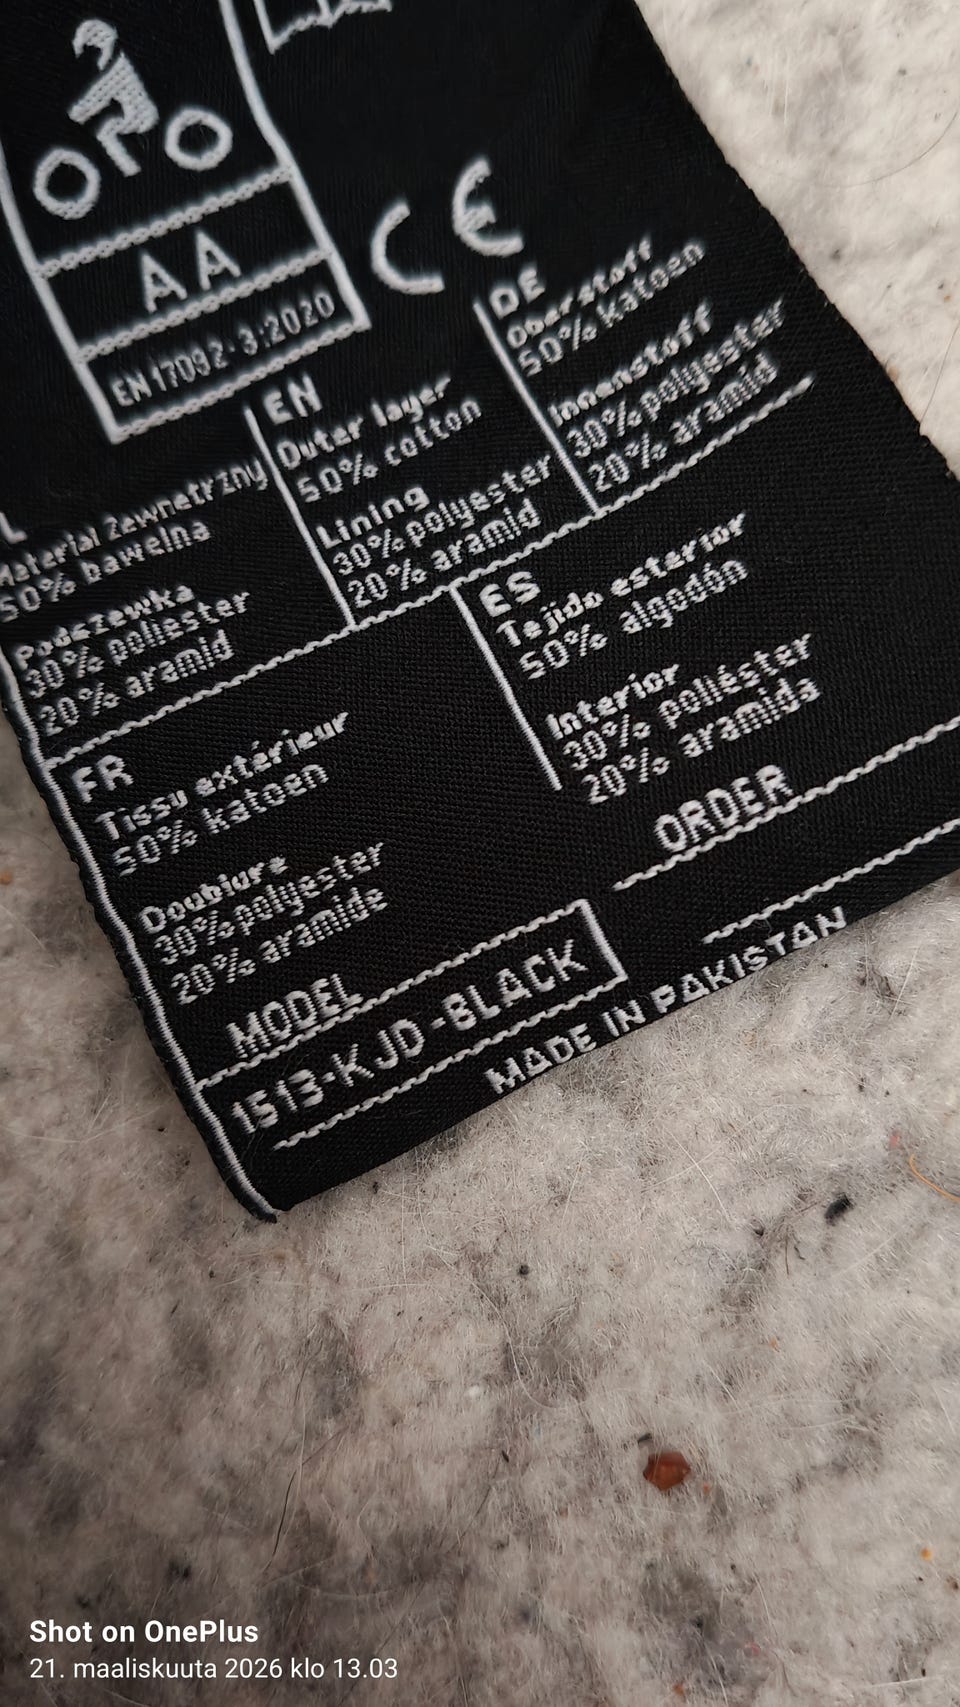 AA
EN 17092-3:2020
CE
L
Materiał Zewnetrzny
50% bawelna
Podszewka
30% poliester
20% aramid
EN
Outer layer
50% cotton
Lining
30% polyester
20% aramid
DE
Oberstoff
50% katoen
Innenstoff
30% polyester
20% aramid
FR
Tissu extérieur
50% katoen
Doublure
30% polyester
20% aramide
ES
Tejido exterior
50% algodón
Interior
30% poliéster
20% aramida
ORDER
MODEL
1513-KJD-BLACK
MADE IN PAKISTAN
Shot on OnePlus
21. maaliskuuta 2026 klo 13.03